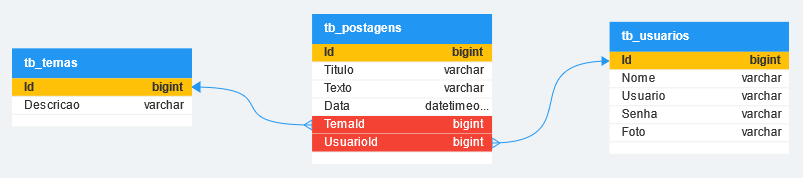 tb_temas
Id bigint
Descricao varchar
tb_postagens
Id bigint
Titulo varchar
Texto varchar
Data datetimeo...
TemaId bigint
UsuarioId bigint
tb_usuarios
Id bigint
Nome varchar
Usuario varchar
Senha varchar
Foto varchar